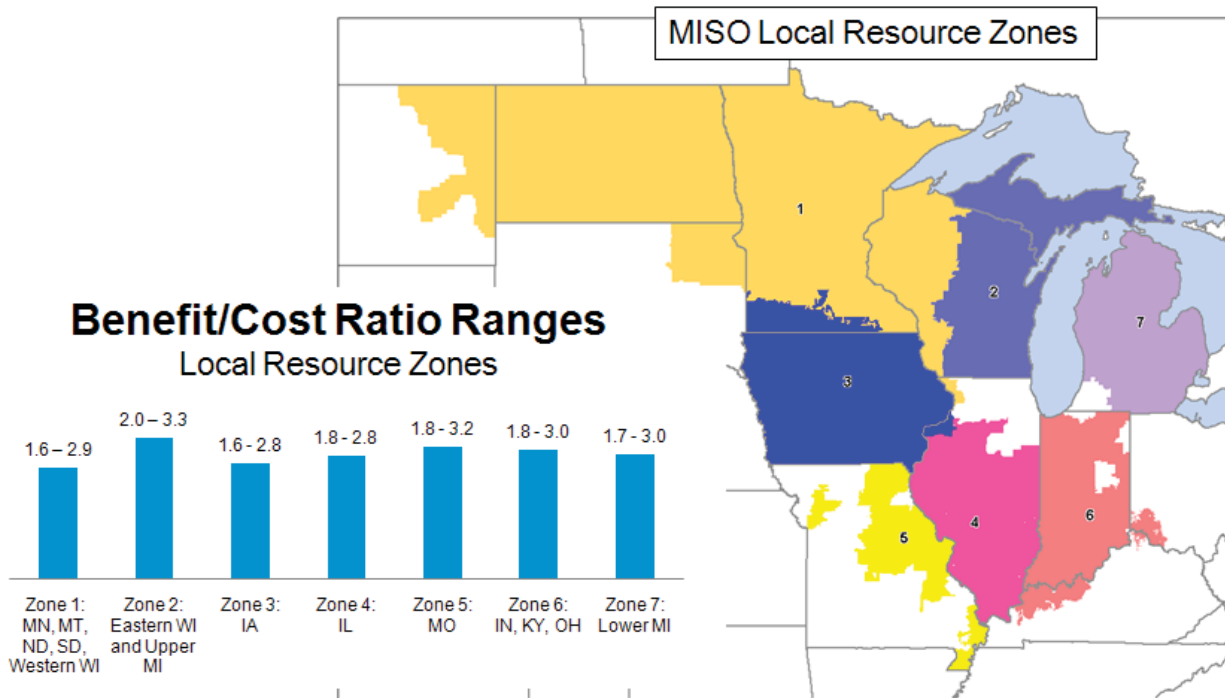 MISO Local Resource Zones
1
2
7
3
4
6
5
Benefit/Cost Ratio Ranges
Local Resource Zones
1.6 – 2.9
2.0 – 3.3
1.6 - 2.8
1.8 - 2.8
1.8 - 3.2
1.8 - 3.0
1.7 - 3.0
Zone 1:
MN, MT,
ND, SD,
Western WI
Zone 2:
Eastern WI
and Upper
MI
Zone 3:
IA
Zone 4:
IL
Zone 5:
MO
Zone 6:
IN, KY, OH
Zone 7:
Lower MI